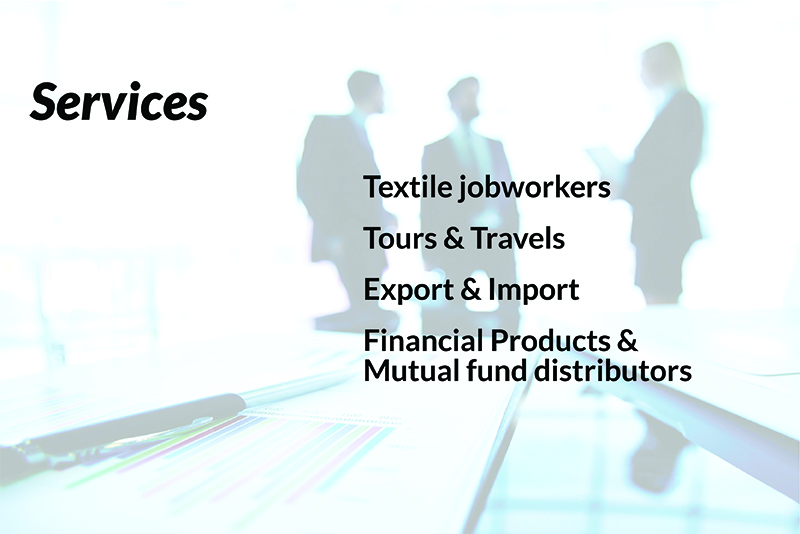 Services
Textile jobworkers
Tours & Travels
Export & Import
Financial Products &
Mutual fund distributors